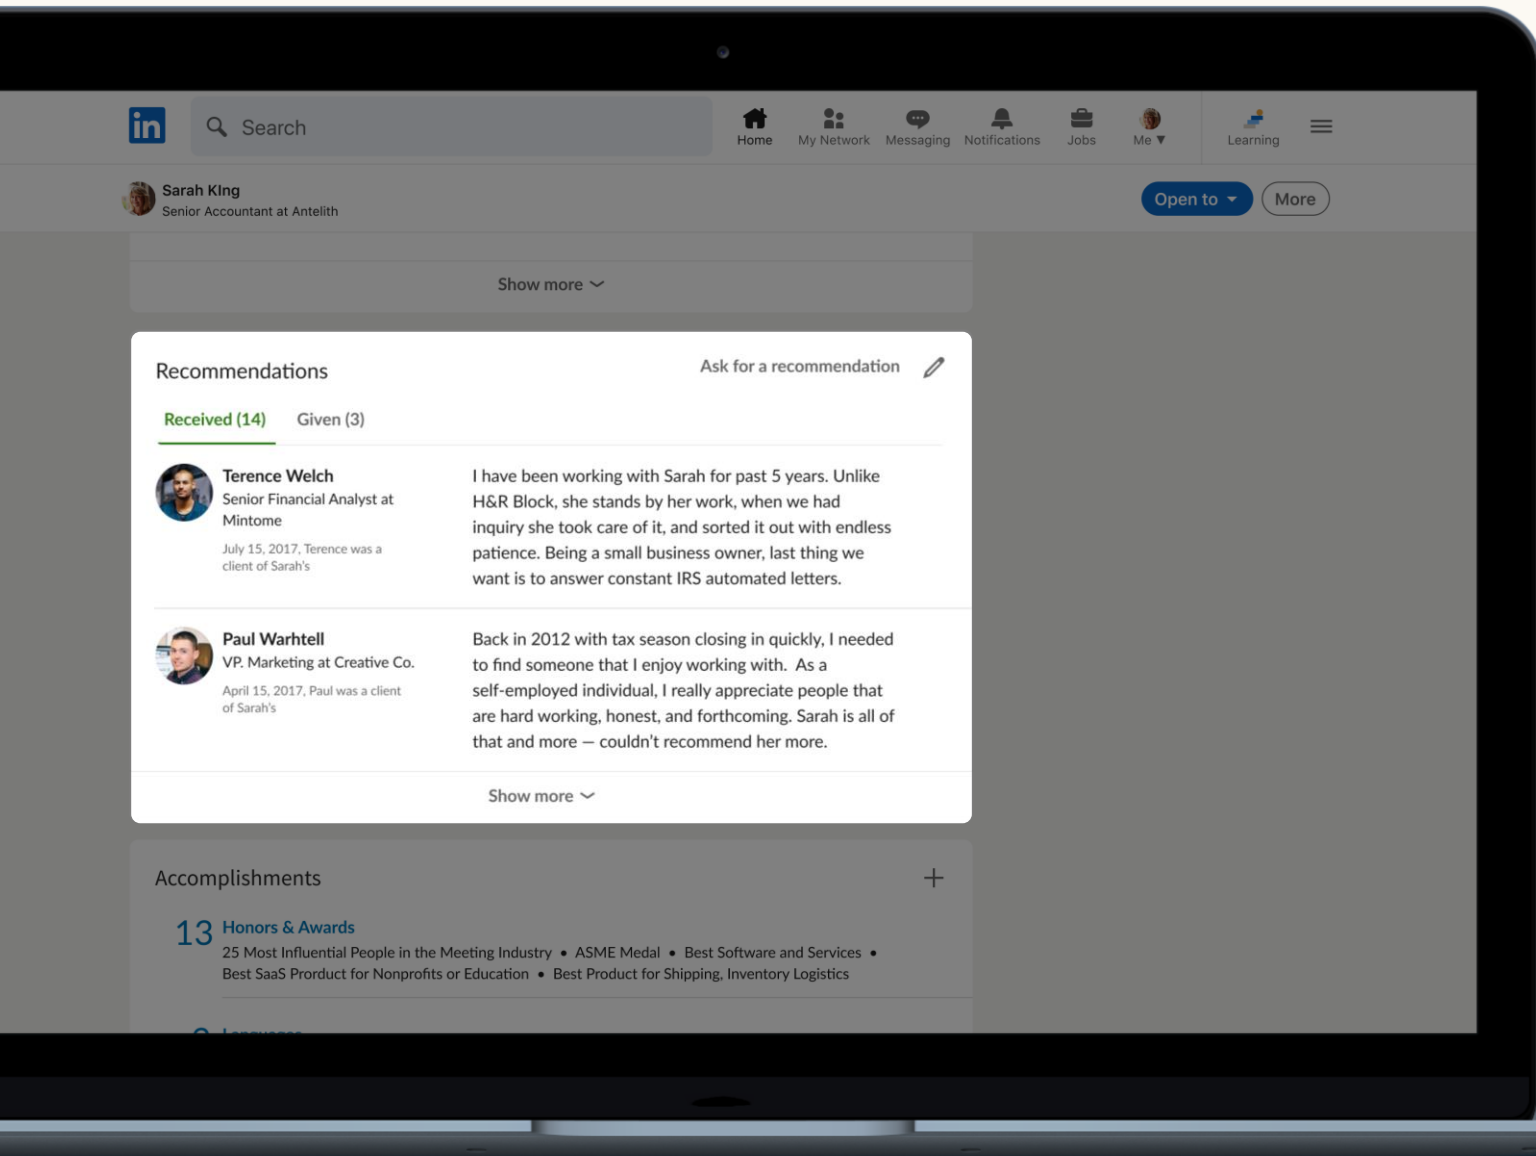 in
Search
Home
My Network
Messaging
Notifications
Jobs
Me ▼
Learning
Sarah KIng
Senior Accountant at Antelith
Open to
More
Show more
Recommendations
Ask for a recommendation
Received (14)
Given (3)
Terence Welch
Senior Financial Analyst at
Mintome
July 15, 2017, Terence was a
client of Sarah's
I have been working with Sarah for past 5 years. Unlike
H&R Block, she stands by her work, when we had
inquiry she took care of it, and sorted it out with endless
patience. Being a small business owner, last thing we
want is to answer constant IRS automated letters.
Paul Warhtell
VP. Marketing at Creative Co.
April 15, 2017, Paul was a client
of Sarah's
Back in 2012 with tax season closing in quickly, I needed
to find someone that I enjoy working with.  As a
self-employed individual, I really appreciate people that
are hard working, honest, and forthcoming. Sarah is all of
that and more — couldn't recommend her more.
Show more
Accomplishments
13
Honors & Awards
25 Most Influential People in the Meeting Industry • ASME Medal • Best Software and Services •
Best SaaS Prorduct for Nonprofits or Education • Best Product for Shipping, Inventory Logistics